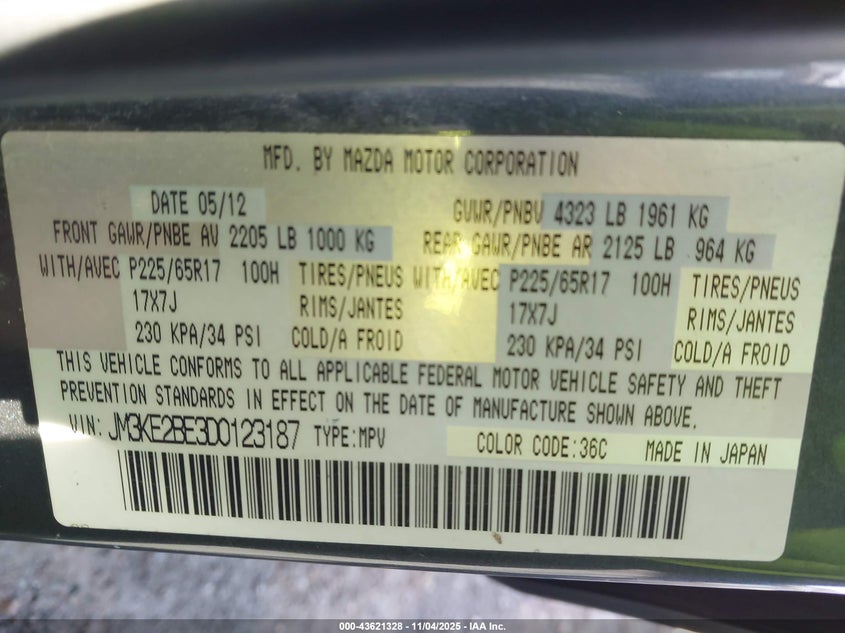 MFD. BY MAZDA MOTOR CORPORATION
DATE 05/12 GVWR/PNBV 4323 LB 1961 KG
FRONT GAWR/PNBE AV 2205 LB 1000 KG REAR GAWR/PNBE AR 2125 LB 964 KG
WITH/AVEC P225/65R17 100H TIRES/PNEUS WITH/AVEC P225/65R17 100H TIRES/PNEUS
17X7J RIMS/JANTES 17X7J RIMS/JANTES
230 KPA/34 PSI COLD/A FROID 230 KPA/34 PSI COLD/A FROID
THIS VEHICLE CONFORMS TO ALL APPLICABLE FEDERAL MOTOR VEHICLE SAFETY AND THEFT
PREVENTION STANDARDS IN EFFECT ON THE DATE OF MANUFACTURE SHOWN ABOVE.
VIN: JM3KE2BE3D0123187 TYPE:MPV COLOR CODE:36C MADE IN JAPAN
000-43621328 - 11/04/2025 - IAA Inc.